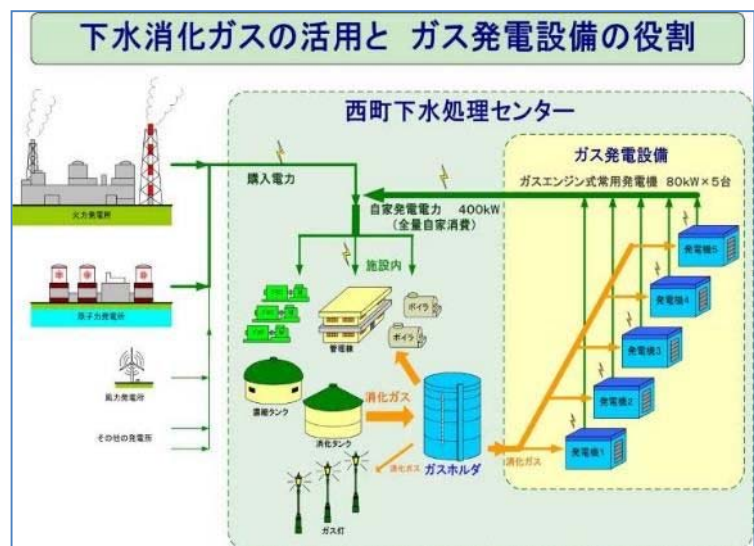 下水消化ガスの活用と ガス発電設備の役割
西町下水処理センター
ガス発電設備
ガスエンジン式常用発電機 80kW×5台
購入電力
自家発電電力 400kW
(全量自家消費)
施設内
火力発電所
原子力発電所
風力発電所
その他の発電所
管理棟
ボイラ
ボイラ
濃縮タンク
消化タンク
消化ガス
ガスホルダ
消化ガス
消化ガス
ガス灯
発電機5
発電機4
発電機3
発電機2
発電機1